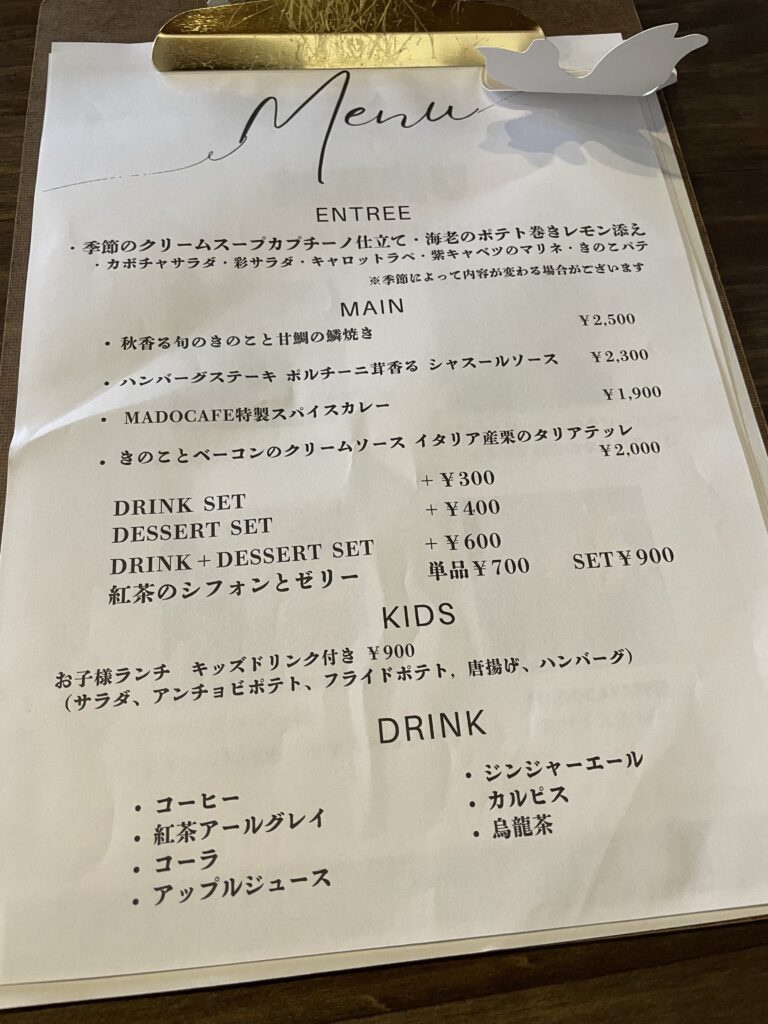 Menu
ENTREE
・季節のクリームスープカプチーノ仕立て・海老のポテト巻きレモン添え
・カボチャサラダ・彩サラダ・キャロットラペ・紫キャベツのマリネ・きのこパテ
※季節によって内容が変わる場合がございます
MAIN
・秋香る旬のきのこと甘鯛の鱗焼き ¥2,500
・ハンバーグステーキ ポルチーニ茸香る シャスールソース ¥2,300
・ MADOCAFE特製スパイスカレー ¥1,900
・きのことベーコンのクリームソース イタリア産栗のタリアテッレ
¥2,000
DRINK SET +¥300
DESSERT SET +¥400
DRINK+DESSERT SET +¥600
紅茶のシフォンとゼリー 単品¥700 SET¥900
KIDS
お子様ランチ キッズドリンク付き ¥900
(サラダ、アンチョビポテト、フライドポテト, 唐揚げ、ハンバーグ)
DRINK
・コーヒー
・紅茶アールグレイ
・コーラ
・アップルジュース
・ジンジャーエール
・カルピス
・烏龍茶